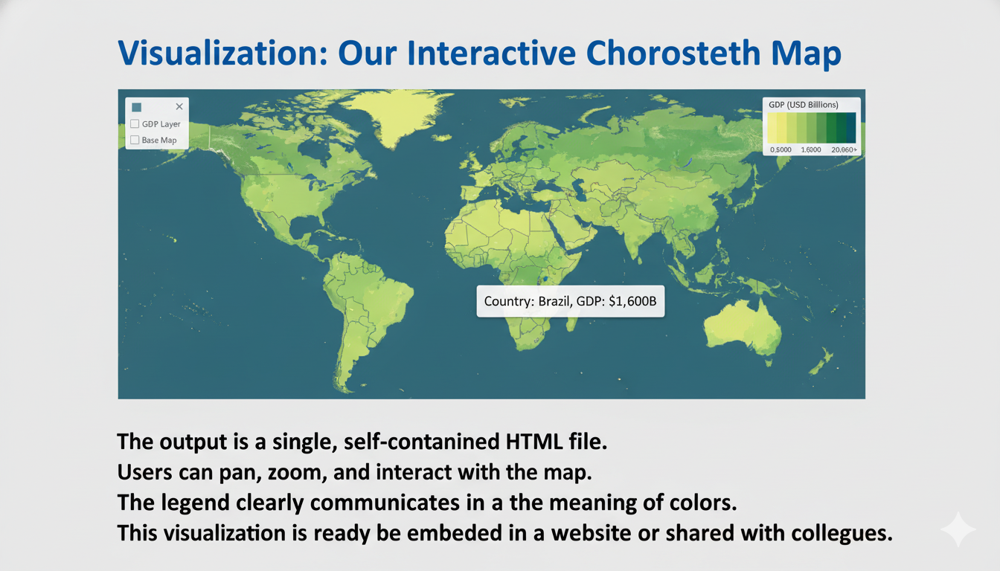 Visualization: Our Interactive Chorosteth Map
GDP Layer
Base Map
GDP (USD Billlions)
0.5000 1.6000 20.060+
Country: Brazil, GDP: $1,600B
The output is a single, self-contanined HTML file.
Users can pan, zoom, and interact with the map.
The legend clearly communicates in a the meaning of colors.
This visualization is ready be embeded in a website or shared with collegues.